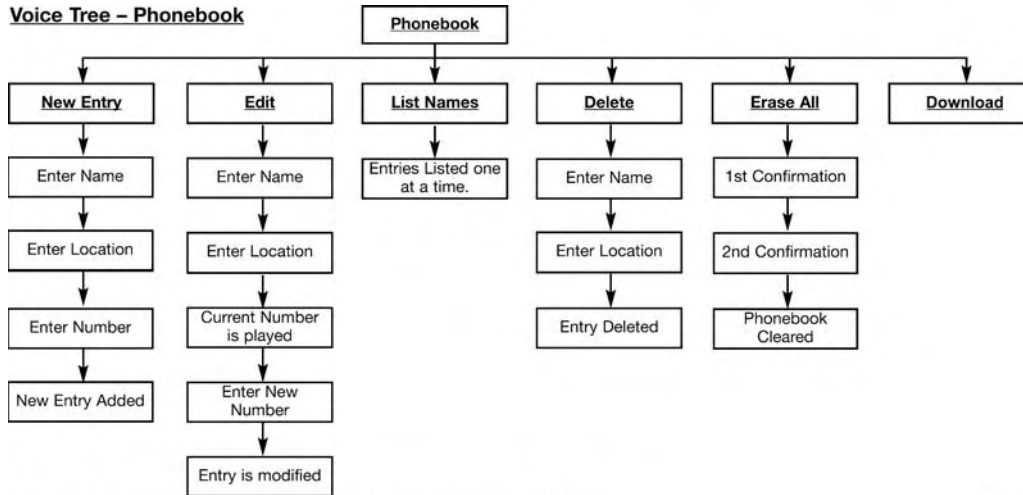 Voice Tree – Phonebook
Phonebook
New Entry
Edit
List Names
Delete
Erase All
Download
Enter Name
Enter Name
Entries Listed one
at a time.
Enter Name
1st Confirmation
Enter Location
Enter Location
Enter Location
2nd Confirmation
Enter Number
Current Number
is played
Entry Deleted
Phonebook
Cleared
New Entry Added
Enter New
Number
Entry is modified